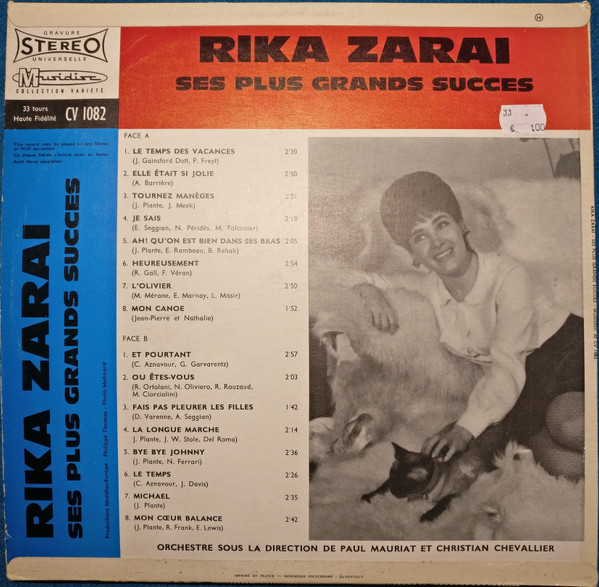 GRAVURE
STEREO
UNIVERSELLE
Musidisc
COLLECTION VARIÉTÉ
33 tours
Haute Fidélité
CV 1082
RIKA ZARAI
SES PLUS GRANDS SUCCES
H
33 -
€ 100
RIKA ZARAI
SES PLUS GRANDS SUCCES
FACE A
1. LE TEMPS DES VACANCES 2:30
(J. Gainsford Datt, P. Freyl)
2. ELLE ÉTAIT SI JOLIE 2:50
(A. Barrière)
3. TOURNEZ MANÈGES
(J. Plante, J. Meek)
4. JE SAIS 2:18
(E. Seggian, N. Péridès, M. Falconier)
5. AH! QU'ON EST BIEN DANS SES BRAS 2:05
(J. Plante, E. Rambeau, B. Rehak)
6. HEUREUSEMENT 2:54
(R. Gall, F. Véran)
7. L'OLIVIER 2:50
(M. Mérane, E. Marnay, L. Missir)
8. MON CANOE 1:52
(Jean-Pierre et Nathalie)
FACE B
1. ET POURTANT 2:57
(C. Aznavour, G. Garvarentz)
2. OU ÊTES-VOUS 2:03
(R. Ortolani, N. Oliviero, R. Rouzaud,
M. Ciorciolini)
3. FAIS PAS PLEURER LES FILLES 1:42
(D. Varenne, A. Seggian)
4. LA LONGUE MARCHE 2:14
J. Plante, J. W. Stole, Del Roma)
5. BYE BYE JOHNNY 2:36
(J. Plante, N. Ferrari)
6. LE TEMPS 2:26
(C. Aznavour, J. Davis)
7. MICHAEL 2:35
(J. Plante)
8. MON CŒUR BALANCE 2:42
(J. Plante, R. Frank, E. Lewis)
ORCHESTRE SOUS LA DIRECTION DE PAUL MAURIAT ET CHRISTIAN CHEVALLIER